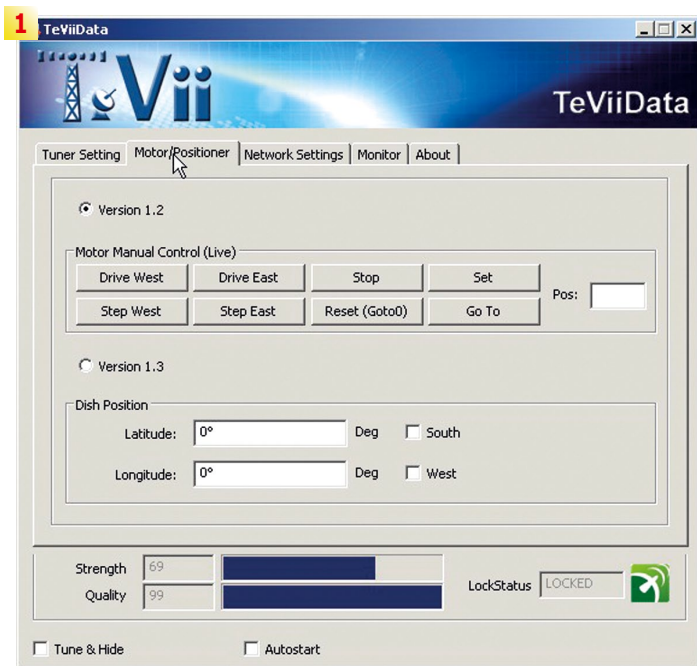 1
TeViiData
TeVii
TeViiData
Tuner Setting Motor/Positioner Network Settings Monitor About
Version 1.2
Motor Manual Control (Live)
Drive West Drive East Stop Set
Pos:
Step West Step East Reset (Goto0) Go To
Version 1.3
Dish Position
Latitude: 0° Deg South
Longitude: 0° Deg West
Strength 69
LockStatus LOCKED
Quality 99
Tune & Hide Autostart